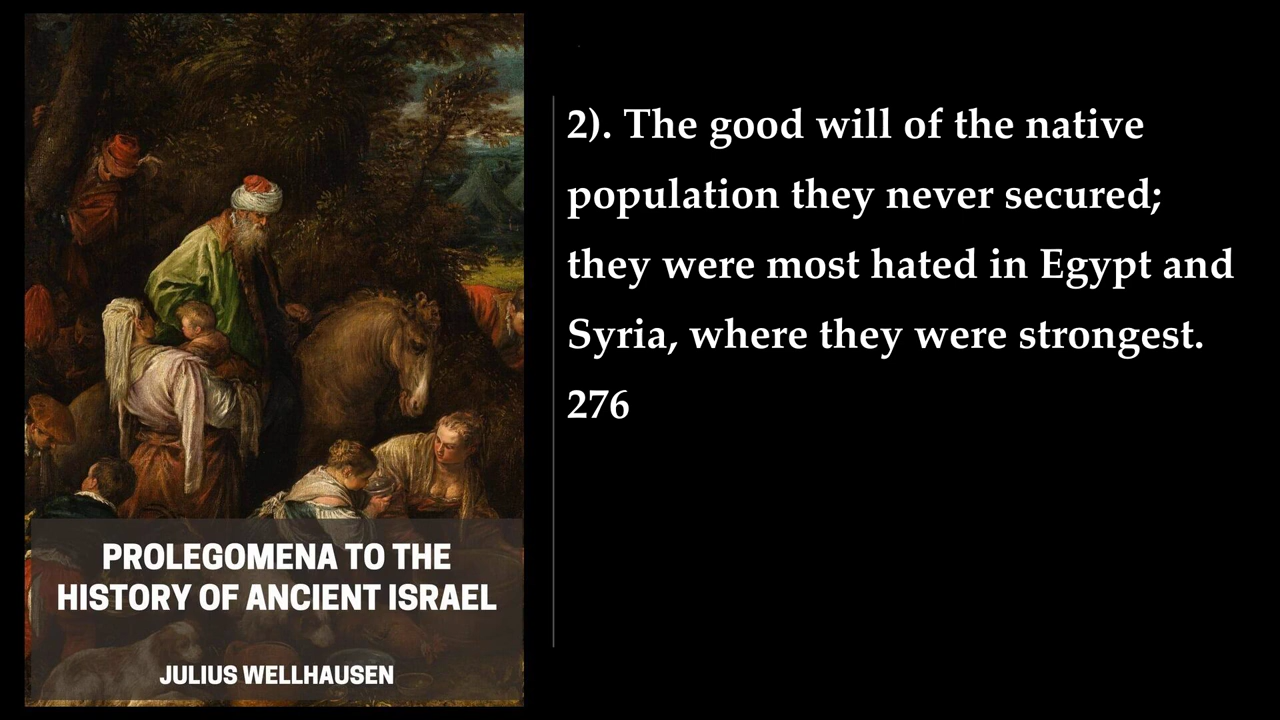 PROLEGOMENA TO THE
HISTORY OF ANCIENT ISRAEL
JULIUS WELLHAUSEN
2). The good will of the native
population they never secured;
they were most hated in Egypt and
Syria, where they were strongest.
276